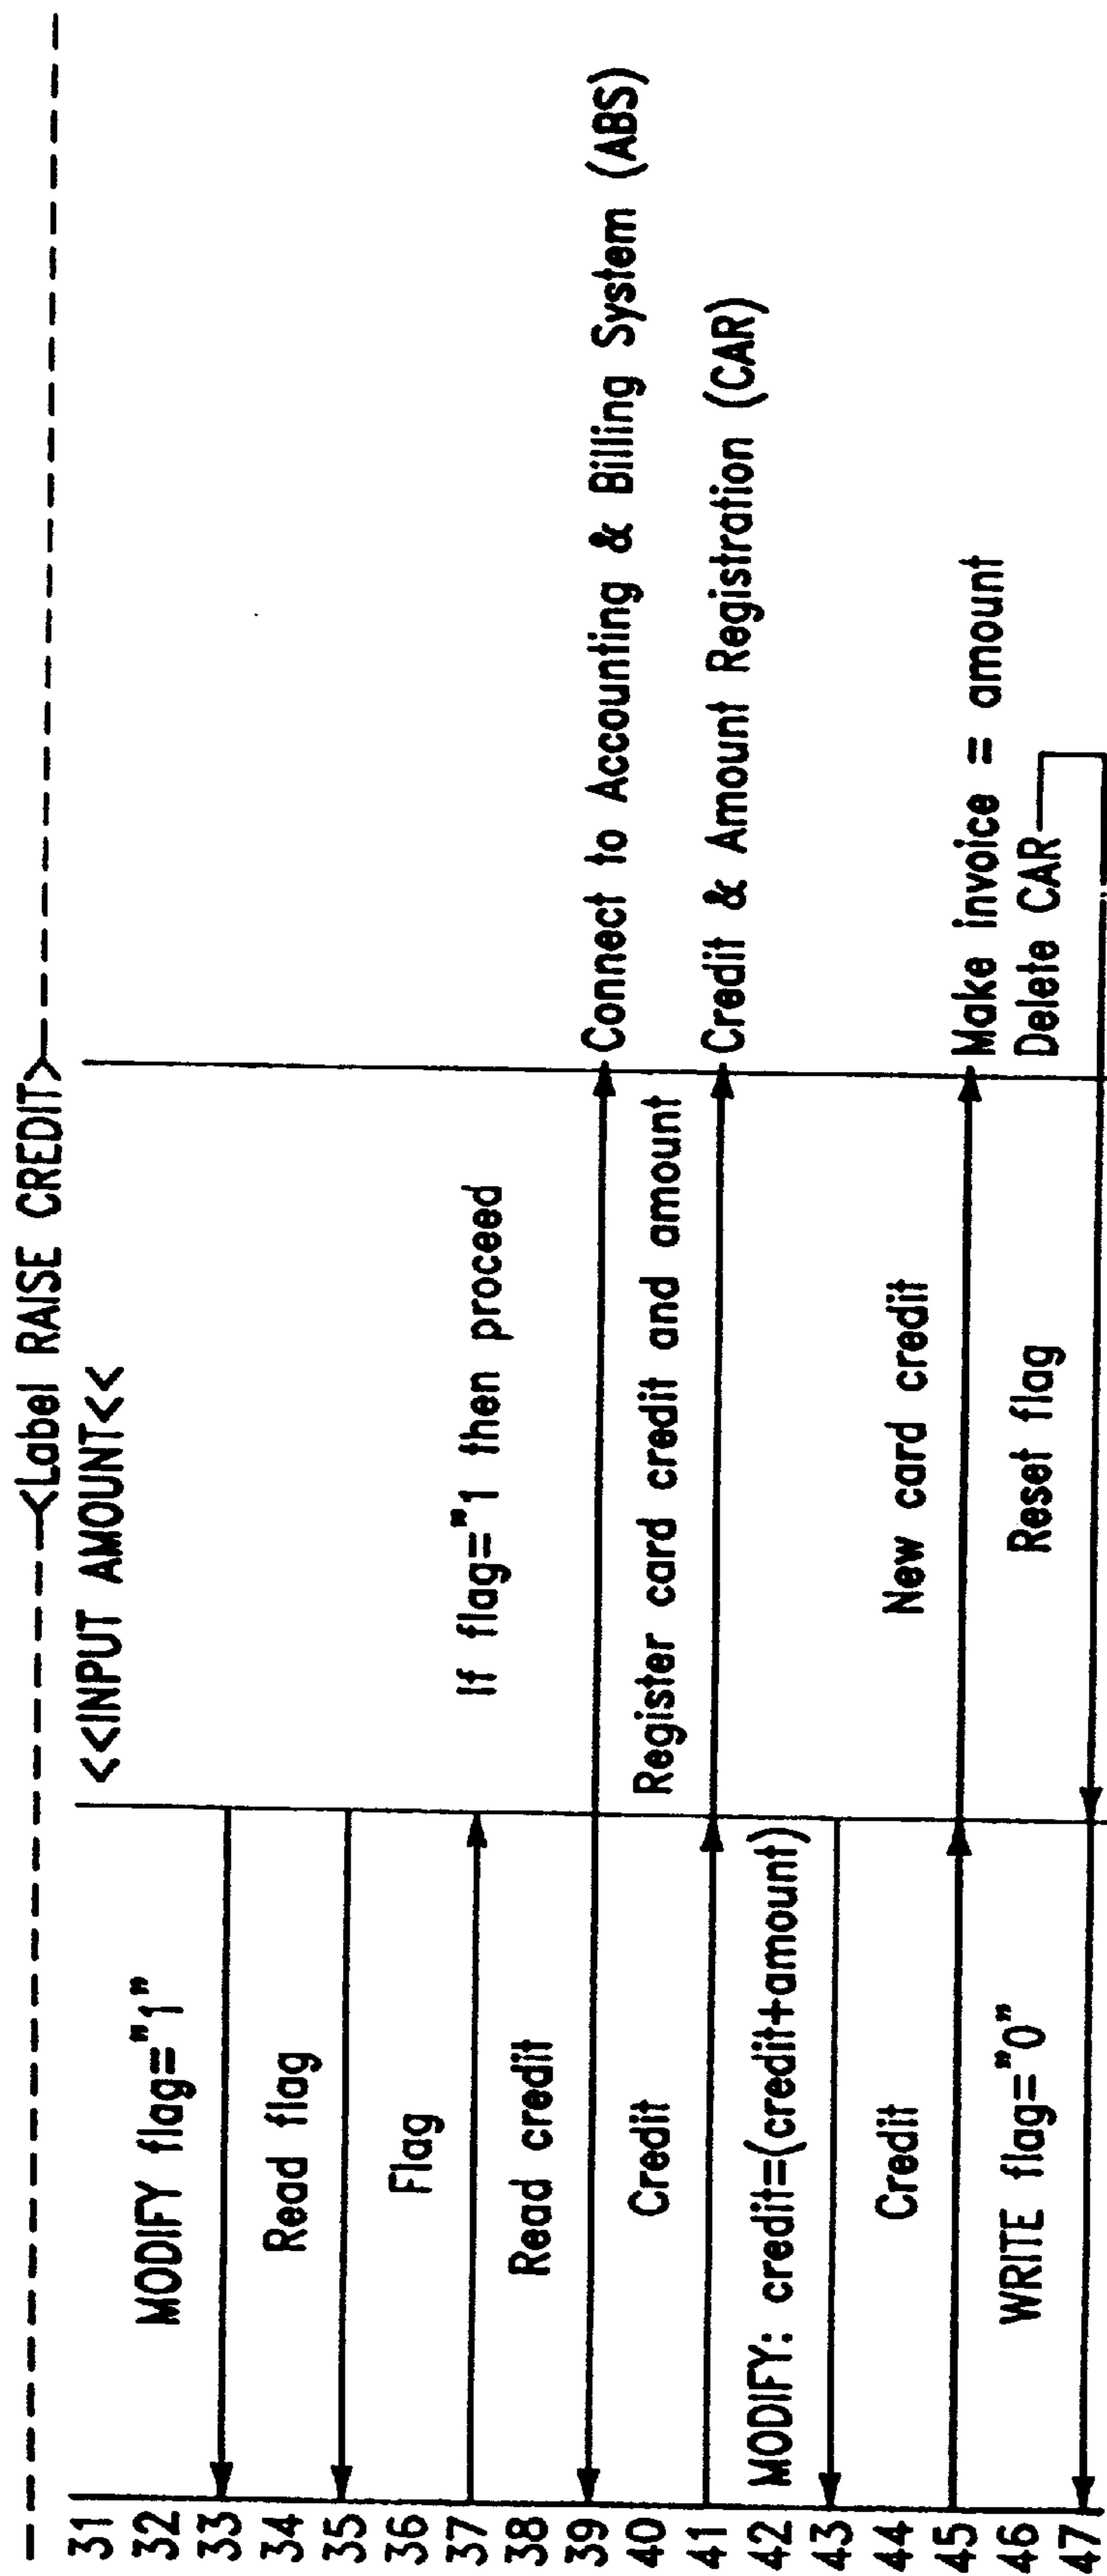 <Label RAISE CREDIT>
31 <<INPUT AMOUNT<<
32 MODIFY flag="1"
33
34 Read flag
35
36 Flag
37 If flag="1 then proceed
38 Read credit
39 Connect to Accounting & Billing System (ABS)
40 Credit Register card credit and amount
41 Credit & Amount Registration (CAR)
42 MODIFY: credit=(credit+amount)
43
44 Credit New card credit
45 Make invoice = amount
46 WRITE flag="0" Reset flag Delete CAR
47